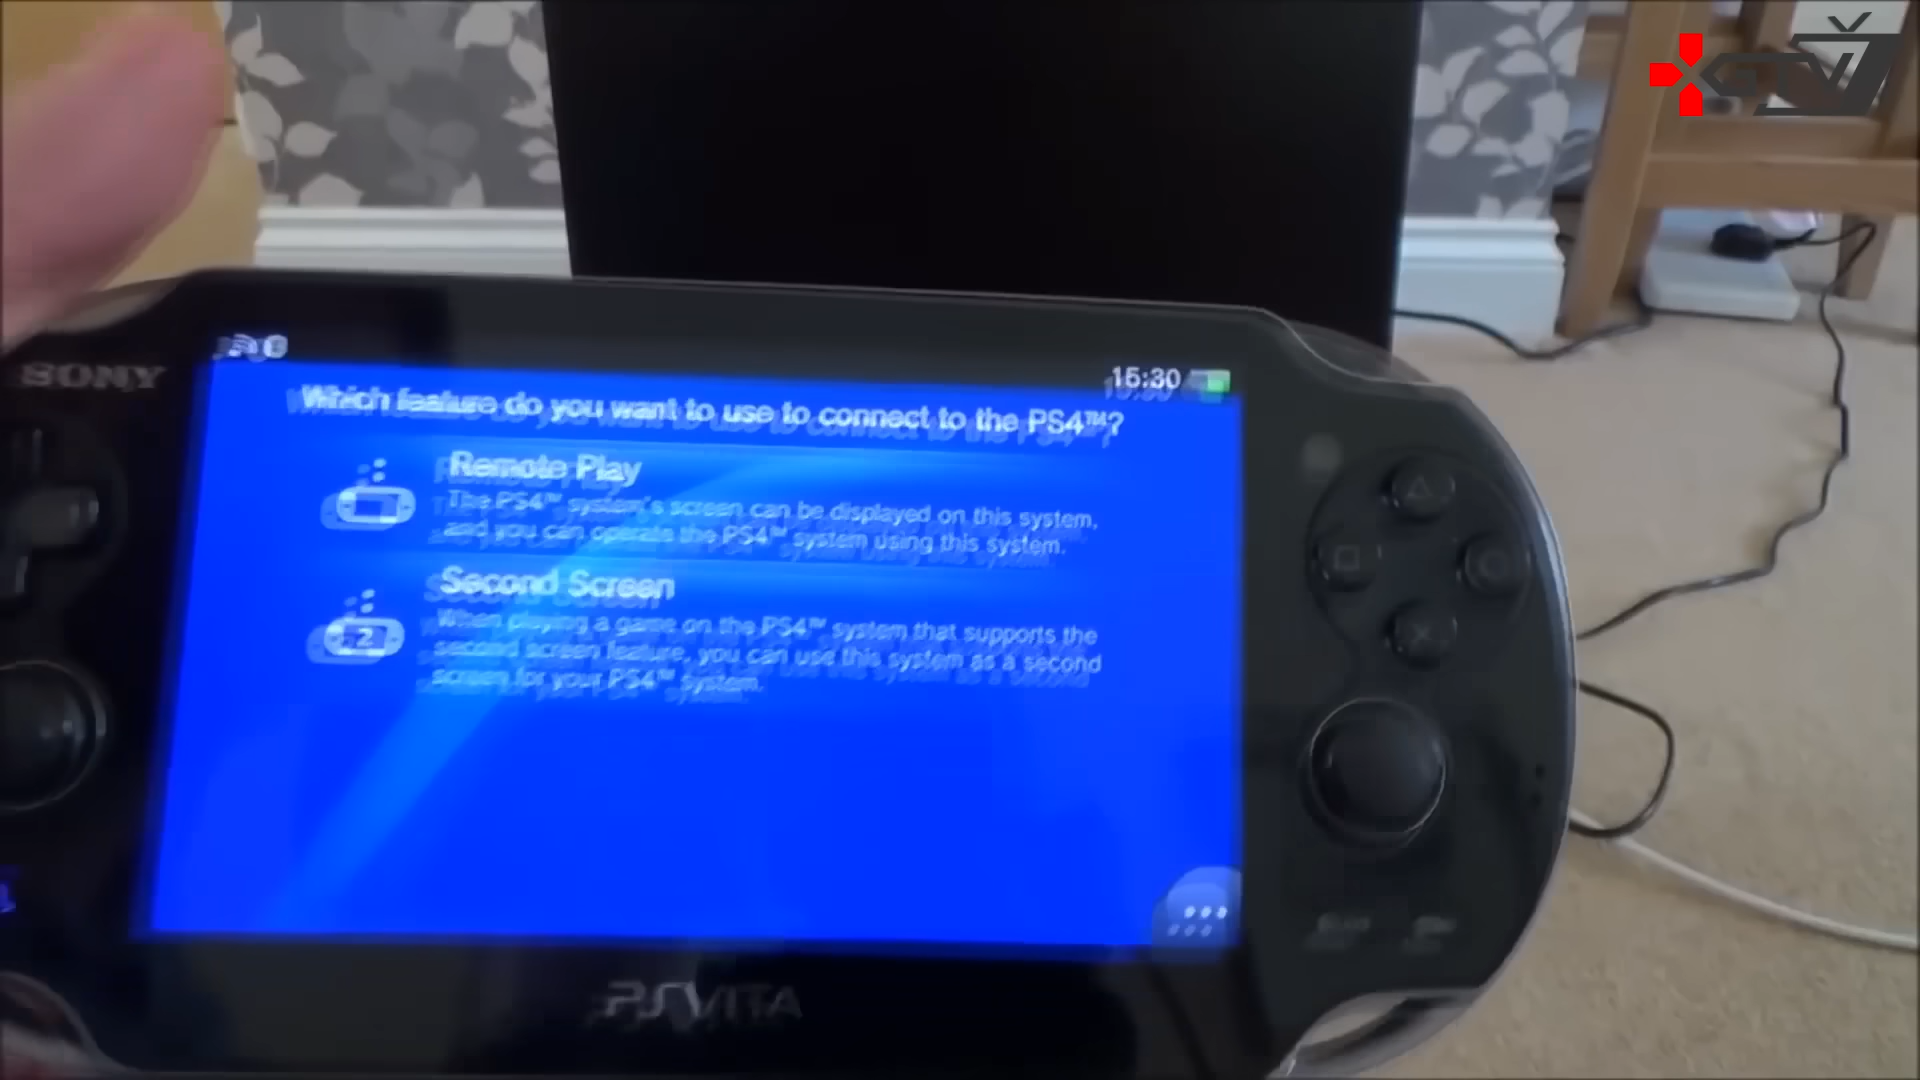 GTV
SONY
15:30
Which feature do you want to use to connect to the PS4™?
Remote Play
The PS4™ system's screen can be displayed on this system,
and you can operate the PS4™ system using this system.
Second Screen
When playing a game on the PS4™ system that supports the
second screen feature, you can use this system as a second
screen for your PS4™ system.
2
PSVITA